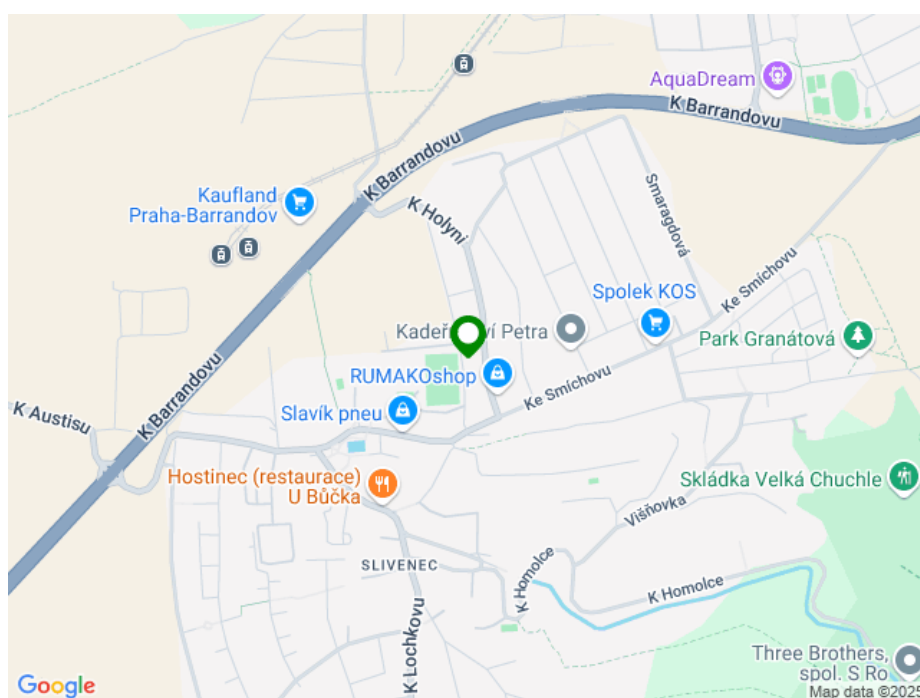 AquaDream
K Barrandovu
K Barrandovu
Kaufland
Praha-Barrandov
K Holyni
Smaragdová
Ke Smíchovu
Spolek KOS
Petra
Park Granátová
RUMAKOshop
Ke Smíchovu
Slavík pneu
K Austisu
K Barrandovu
Hostinec (restaurace)
U Bůčka
Skládka Velká Chuchle
Višňovka
SLIVENEC
K Homolce
K Homolce
K Lochkovu
Three Brothers,
spol. S Ro
Google
Map data ©2025